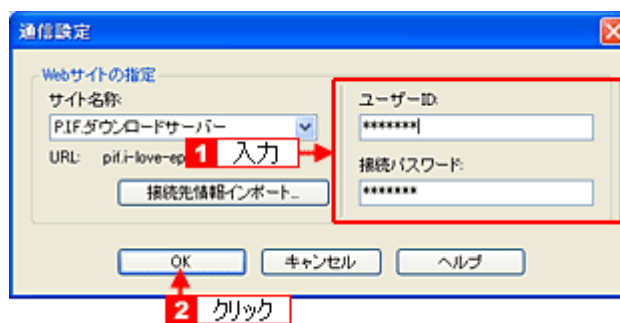 通信設定
Webサイトの指定
サイト名称:
P.I.F.ダウンロードサーバー
URL: pif.i-love-ep
接続先情報インポート...
ユーザーID:
*******
接続パスワード:
*******
1 入力
OK
キャンセル
ヘルプ
2 クリック